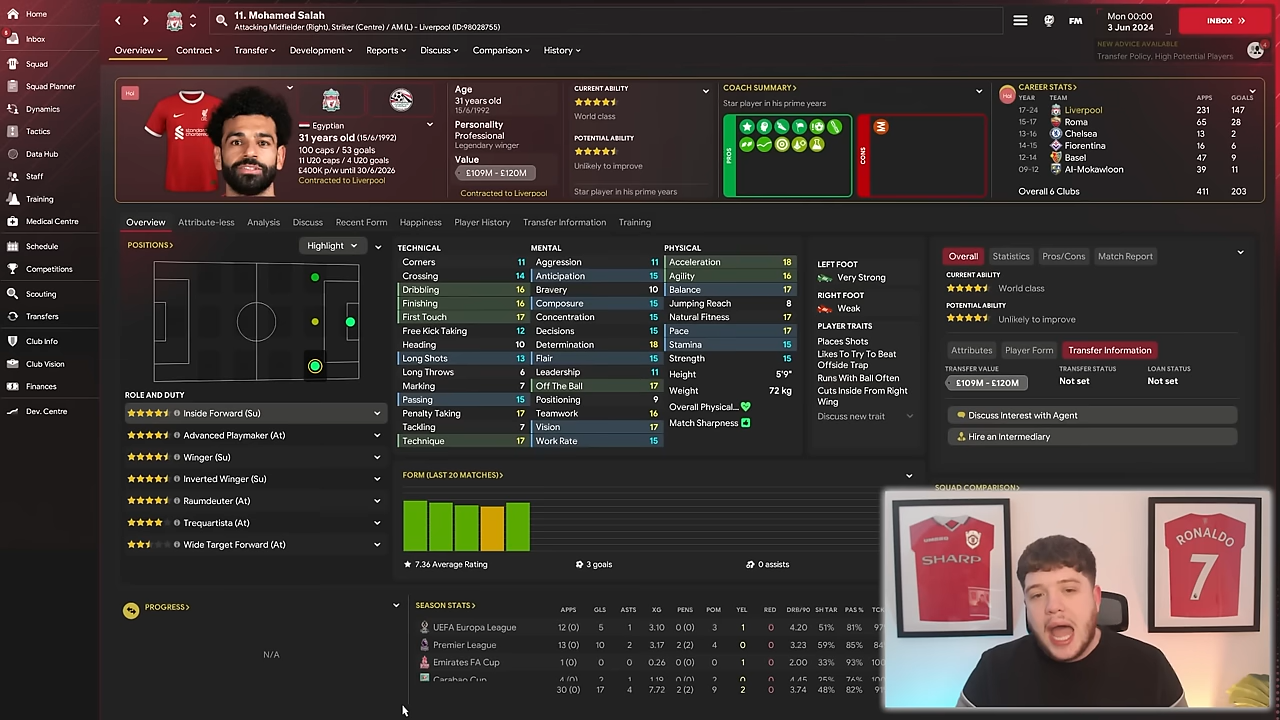 Home
Inbox
Squad
Squad Planner
Dynamics
Tactics
Data Hub
Staff
Training
Medical Centre
Schedule
Competitions
Scouting
Transfers
Club Info
Club Vision
Finances
Dev. Centre
11. Mohamed Salah
Attacking Midfielder (Right), Striker (Centre) / AM (L) - Liverpool (ID:98028755)
FM
Mon 00:00
3 Jun 2024
INBOX
NEW ADVICE AVAILABLE
Transfer Policy, High Potential Players
Overview Contract Transfer Development Reports Discuss Comparison History
Hol
Egyptian
31 years old (15/6/1992)
100 caps / 53 goals
11 U20 caps / 4 U20 goals
£400K p/w until 30/6/2026
Contracted to Liverpool
Age
31 years old
15/6/1992
Personality
Professional
Legendary winger
Value
£109M - £120M
Contracted to Liverpool
CURRENT ABILITY
World class
POTENTIAL ABILITY
Unlikely to improve
Star player in his prime years
COACH SUMMARY
Star player in his prime years
PROS
CONS
Hol
CAREER STATS
YEAR TEAM APPS GOALS
17-24 Liverpool 231 147
15-17 Roma 65 28
13-16 Chelsea 13 2
14-15 Fiorentina 16 6
12-14 Basel 47 9
09-12 Al-Mokawloon 39 11
Overall 6 Clubs 411 203
Overview Attribute-less Analysis Discuss Recent Form Happiness Player History Transfer Information Training
POSITIONS
Highlight
ROLE AND DUTY
Inside Forward (Su)
Advanced Playmaker (At)
Winger (Su)
Inverted Winger (Su)
Raumdeuter (At)
Trequartista (At)
Wide Target Forward (At)
TECHNICAL
Corners 11
Crossing 14
Dribbling 16
Finishing 16
First Touch 17
Free Kick Taking 12
Heading 10
Long Shots 13
Long Throws 6
Marking 7
Passing 15
Penalty Taking 17
Tackling 7
Technique 17
MENTAL
Aggression 11
Anticipation 15
Bravery 10
Composure 15
Concentration 15
Decisions 15
Determination 18
Flair 15
Leadership 11
Off The Ball 17
Positioning 9
Teamwork 16
Vision 17
Work Rate 15
PHYSICAL
Acceleration 18
Agility 16
Balance 17
Jumping Reach 8
Natural Fitness 17
Pace 17
Stamina 15
Strength 15
Height 5'9"
Weight 72 kg
Overall Physical...
Match Sharpness
LEFT FOOT
Very Strong
RIGHT FOOT
Weak
PLAYER TRAITS
Places Shots
Likes To Try To Beat
Offside Trap
Runs With Ball Often
Cuts Inside From Right
Wing
Discuss new trait
Overall Statistics Pros/Cons Match Report
CURRENT ABILITY
World class
POTENTIAL ABILITY
Unlikely to improve
Attributes Player Form Transfer Information
TRANSFER VALUE TRANSFER STATUS LOAN STATUS
£109M - £120M Not set Not set
Discuss Interest with Agent
Hire an Intermediary
SQUAD COMPARISON
FORM (LAST 20 MATCHES)
7.36 Average Rating 3 goals 0 assists
PROGRESS
N/A
SEASON STATS
APPS GLS ASTS XG PENS POM YEL RED DRB/90 SH TAR PAS %
UEFA Europa League 12 (0) 5 1 3.10 0 (0) 3 1 0 4.20 51% 81%
Premier League 13 (0) 10 2 3.17 2 (2) 4 0 0 3.23 59% 85%
Emirates FA Cup 1 (0) 0 0 0.26 0 (0) 0 1 0 2.00 33% 93%
Carabao Cup
30 (0) 17 4 7.72 2 (2) 9 2 0 3.74 48% 82%
UMBRO
SHARP
RONALDO
7